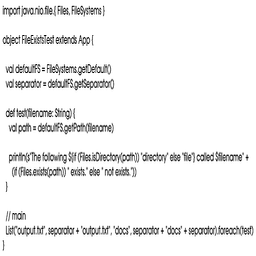 import java.nio.file.{ Files, FileSystems }
object FileExistsTest extends App {
val defaultFS = FileSystems.getDefault()
val separator = defaultFS.getSeparator()
def test(filename: String) {
val path = defaultFS.getPath(filename)
println(s"The following ${if (Files.isDirectory(path)) "directory" else "file"} called $filename" +
(if (Files.exists(path)) " exists." else " not exists."))
}
// main
List("output.txt", separator + "output.txt", "docs", separator + "docs" + separator).foreach(test)
}